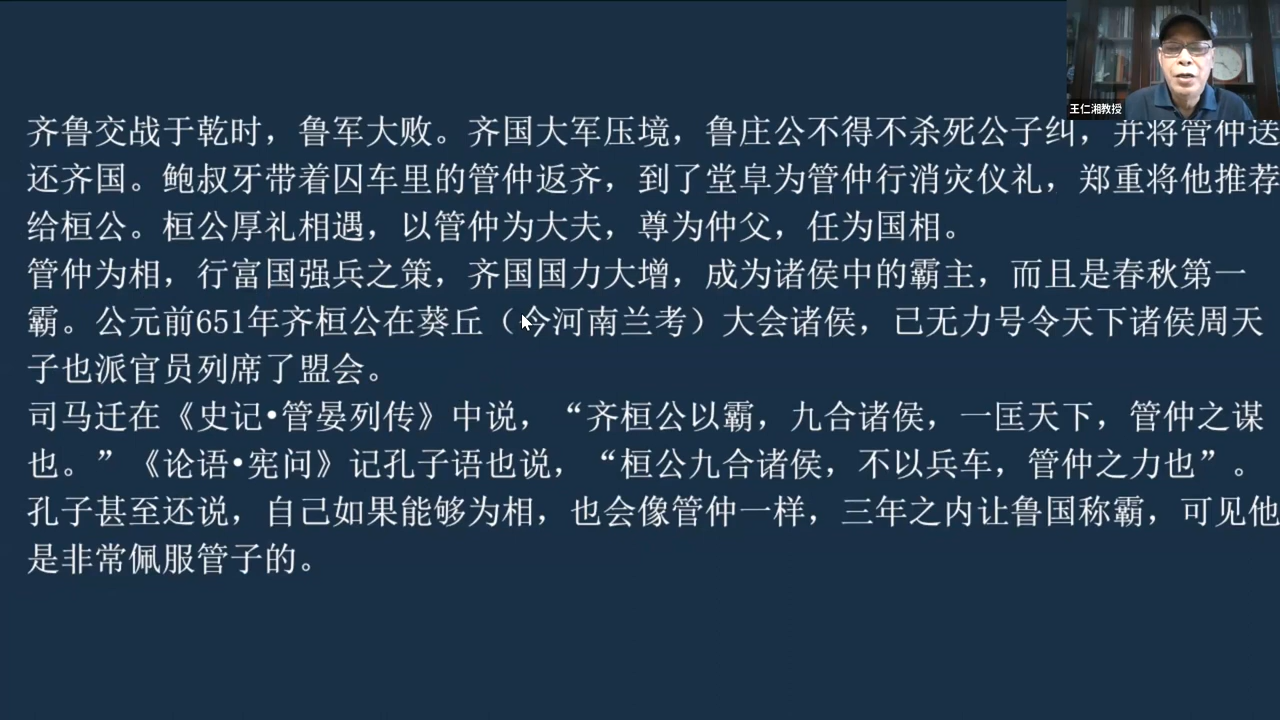 王仁湘教授
齐鲁交战于乾时，鲁军大败。齐国大军压境，鲁庄公不得不杀死公子纠，并将管仲送
还齐国。鲍叔牙带着囚车里的管仲返齐，到了堂阜为管仲行消灾仪礼，郑重将他推荐
给桓公。桓公厚礼相遇，以管仲为大夫，尊为仲父，任为国相。
管仲为相，行富国强兵之策，齐国国力大增，成为诸侯中的霸主，而且是春秋第一
霸。公元前651年齐桓公在葵丘（今河南兰考）大会诸侯，已无力号令天下诸侯周天
子也派官员列席了盟会。
司马迁在《史记•管晏列传》中说，“齐桓公以霸，九合诸侯，一匡天下，管仲之谋
也。”《论语•宪问》记孔子语也说，“桓公九合诸侯，不以兵车，管仲之力也”。
孔子甚至还说，自己如果能够为相，也会像管仲一样，三年之内让鲁国称霸，可见他
是非常佩服管子的。